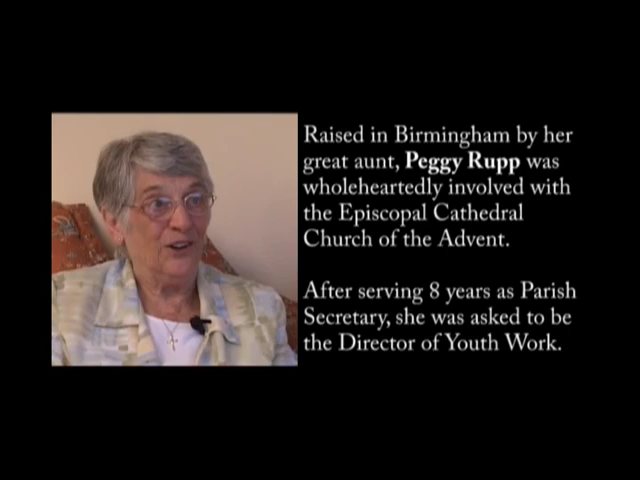 Raised in Birmingham by her
great aunt, Peggy Rupp was
wholeheartedly involved with
the Episcopal Cathedral
Church of the Advent.
After serving 8 years as Parish
Secretary, she was asked to be
the Director of Youth Work.